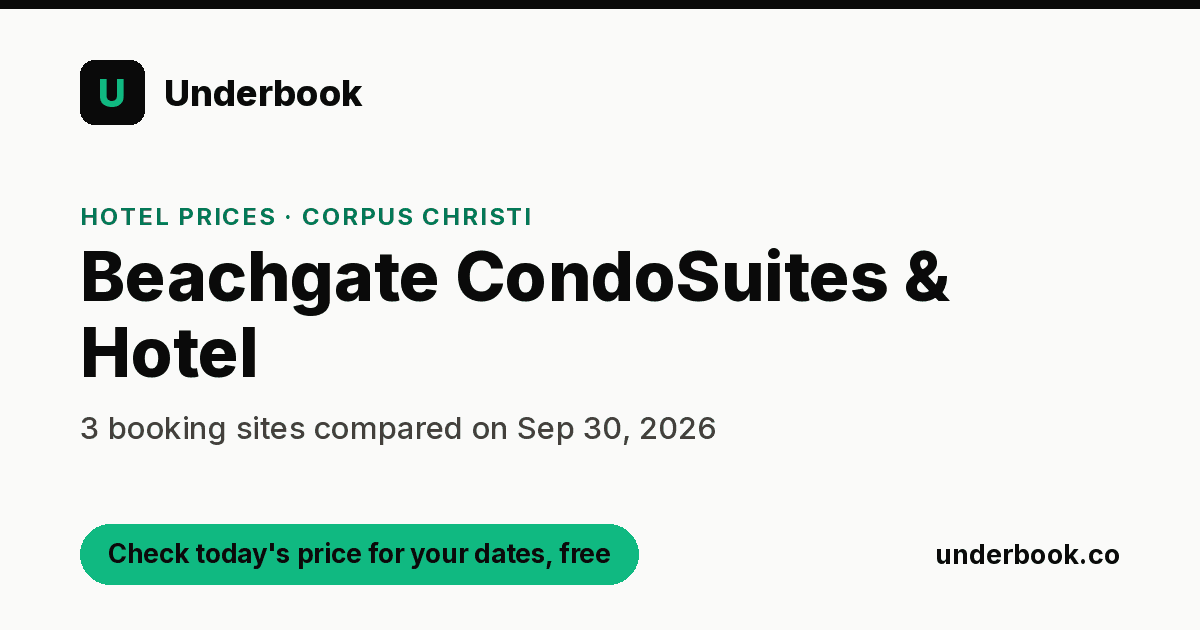 U Underbook
HOTEL PRICES · CORPUS CHRISTI
Beachgate CondoSuites &
Hotel
3 booking sites compared on Sep 30, 2026
Check today's price for your dates, free
underbook.co